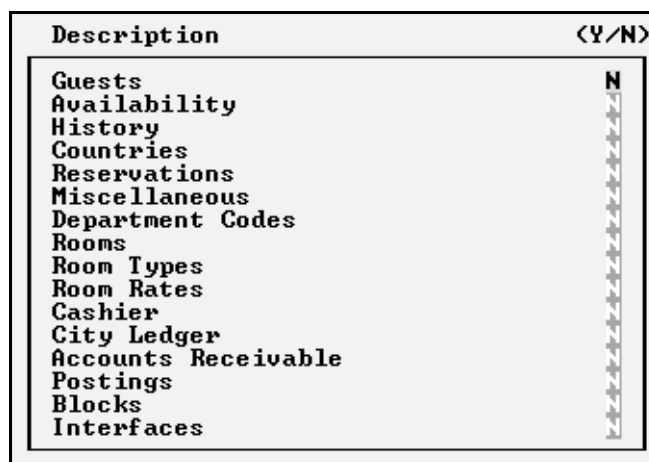 Description (Y/N)
Guests N
Availability N
History N
Countries N
Reservations N
Miscellaneous N
Department Codes N
Rooms N
Room Types N
Room Rates N
Cashier N
City Ledger N
Accounts Receivable N
Postings N
Blocks N
Interfaces N